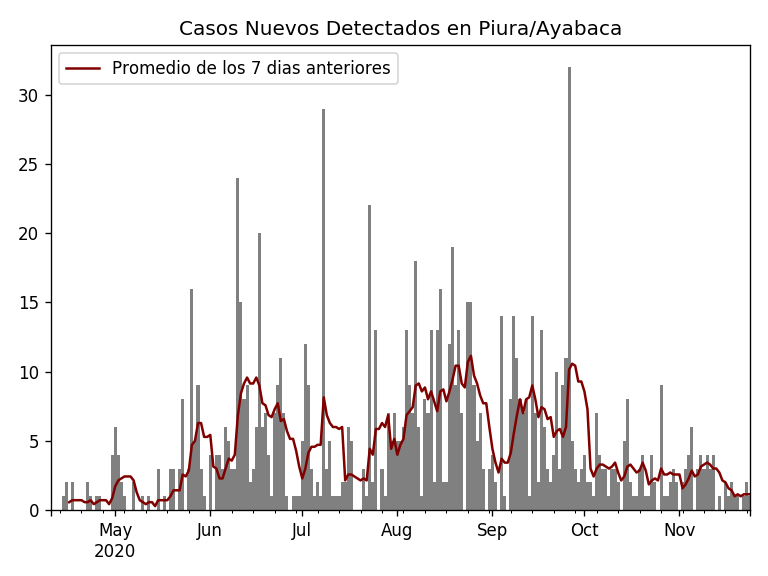 Casos Nuevos Detectados en Piura/Ayabaca
Promedio de los 7 dias anteriores
30
25
20
15
10
5
0
May Jun Jul Aug Sep Oct Nov
2020